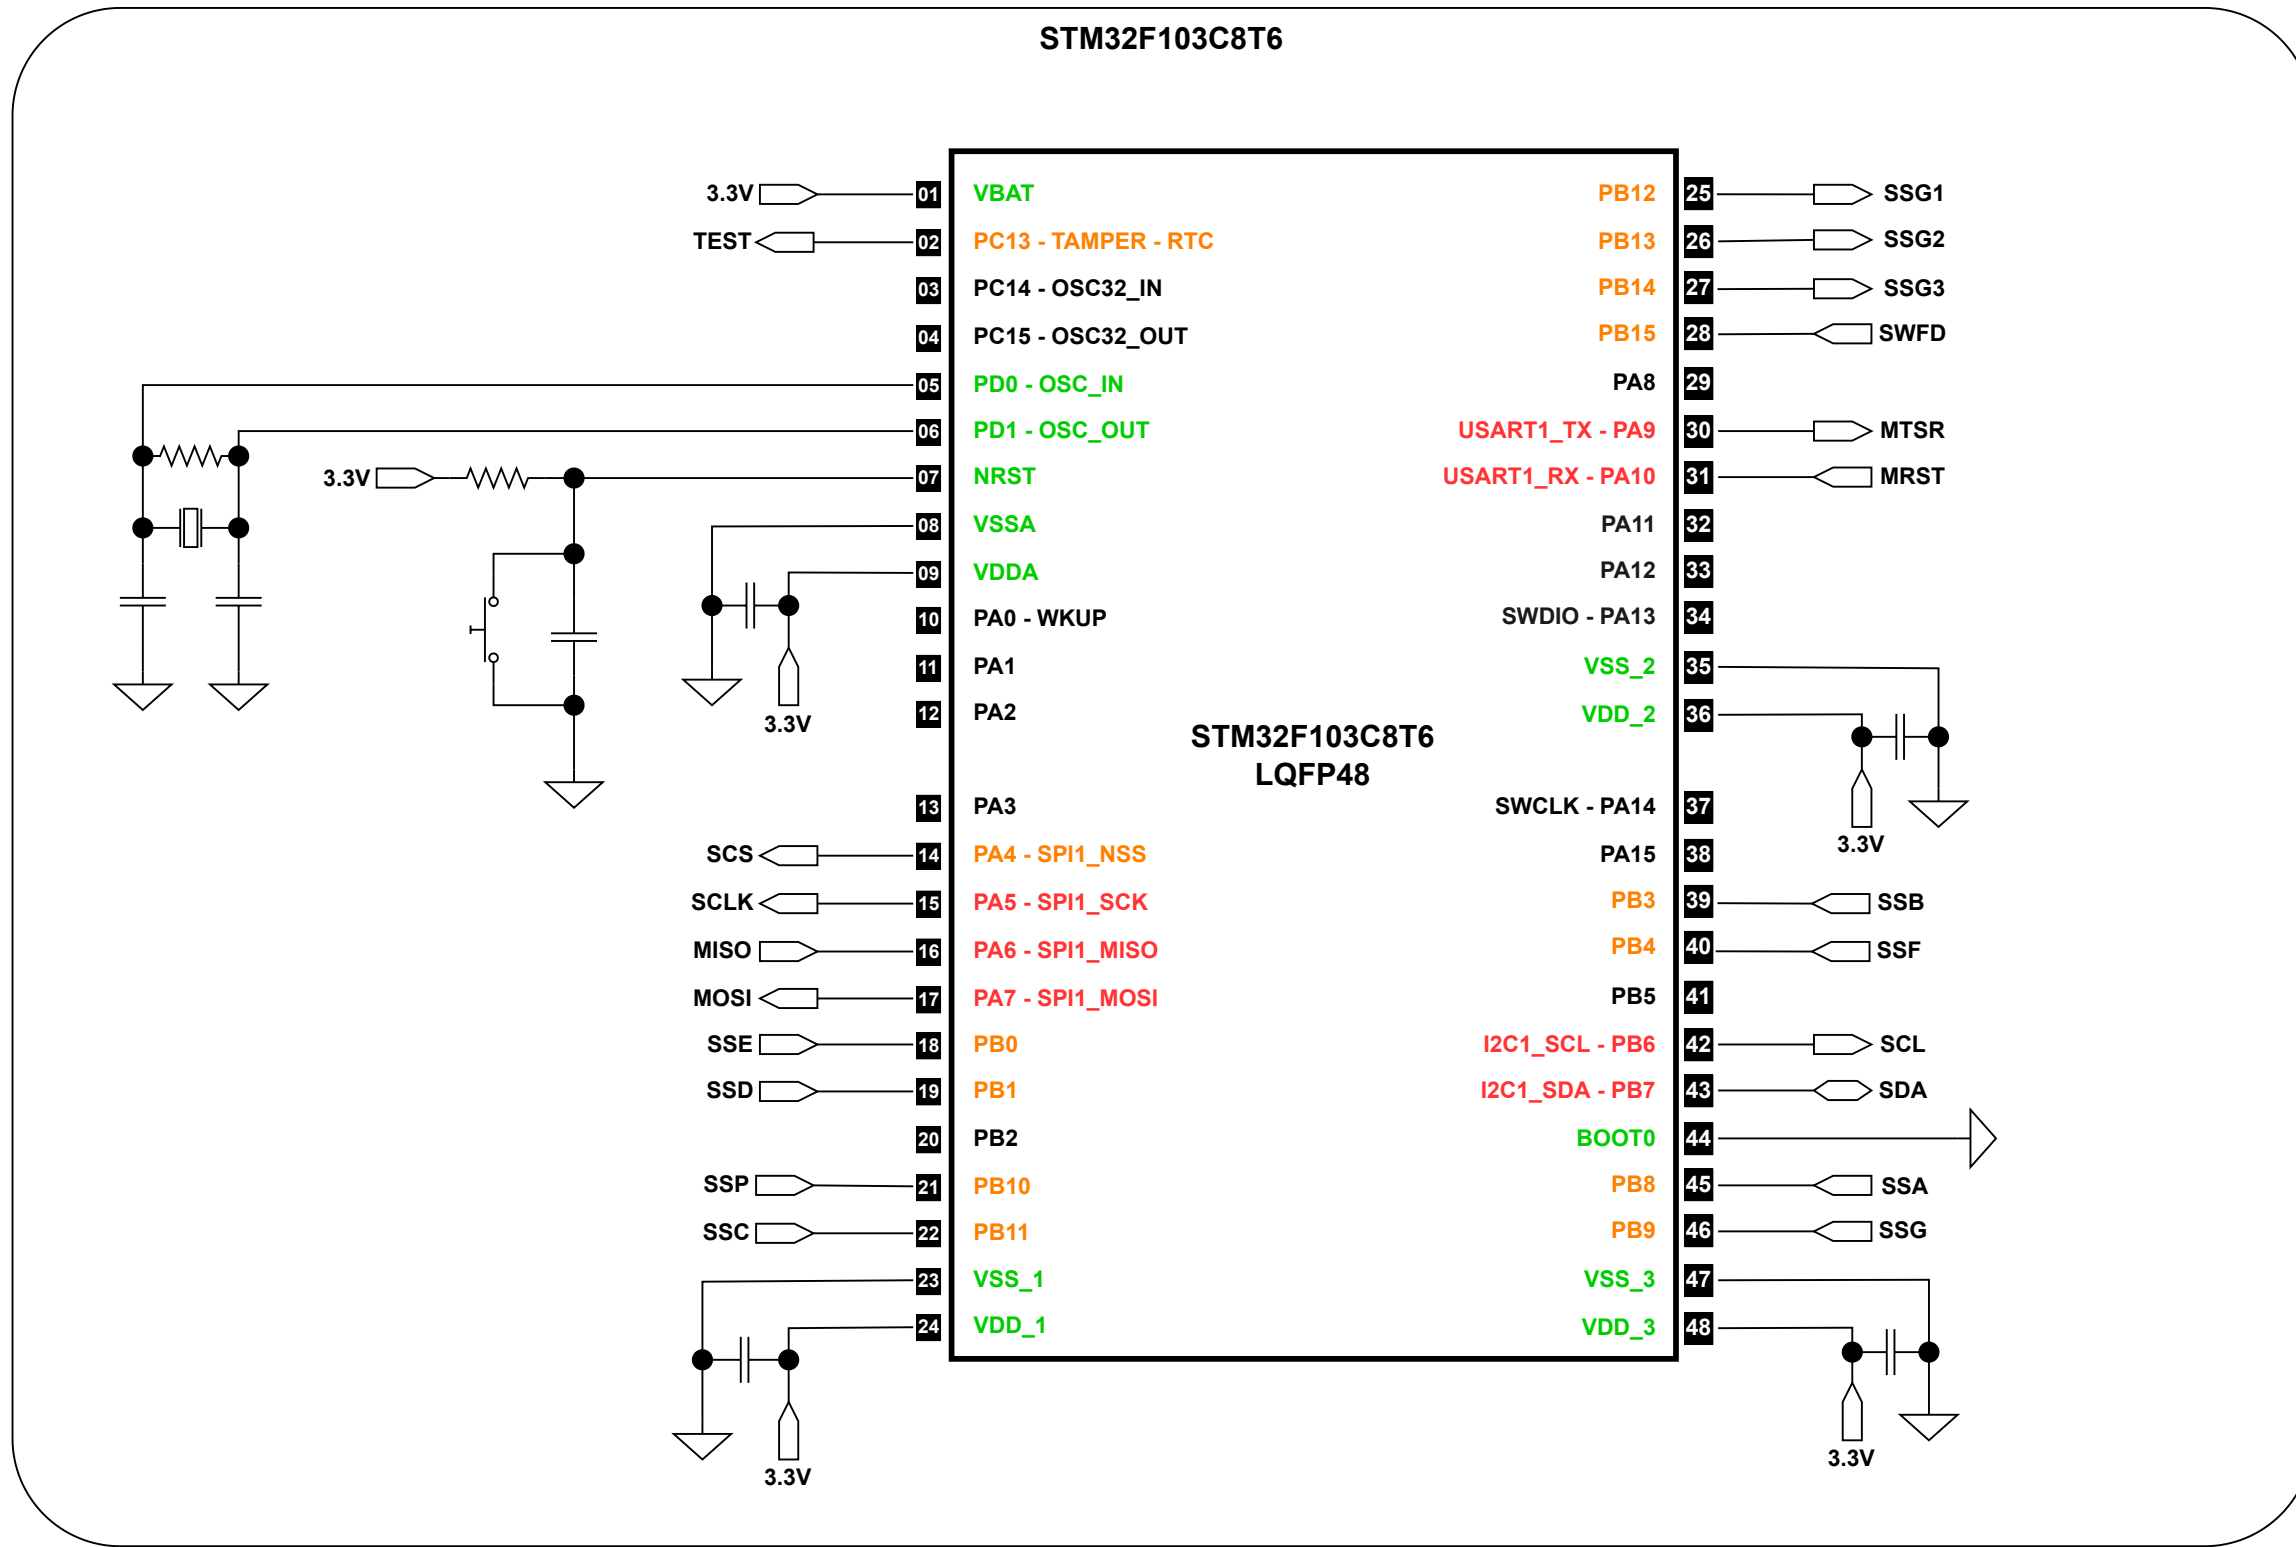 STM32F103C8T6
3.3V 01 VBAT
TEST 02 PC13 - TAMPER - RTC
03 PC14 - OSC32_IN
04 PC15 - OSC32_OUT
05 PD0 - OSC_IN
06 PD1 - OSC_OUT
3.3V 07 NRST
08 VSSA
09 VDDA
10 PA0 - WKUP
11 PA1
12 PA2
3.3V
13 PA3
SCS 14 PA4 - SPI1_NSS
SCLK 15 PA5 - SPI1_SCK
MISO 16 PA6 - SPI1_MISO
MOSI 17 PA7 - SPI1_MOSI
SSE 18 PB0
SSD 19 PB1
20 PB2
SSP 21 PB10
SSC 22 PB11
23 VSS_1
24 VDD_1
3.3V
STM32F103C8T6
LQFP48
PB12 25 SSG1
PB13 26 SSG2
PB14 27 SSG3
PB15 28 SWFD
PA8 29
USART1_TX - PA9 30 MTSR
USART1_RX - PA10 31 MRST
PA11 32
PA12 33
SWDIO - PA13 34
VSS_2 35
VDD_2 36
SWCLK - PA14 37
3.3V
PA15 38
PB3 39 SSB
PB4 40 SSF
PB5 41
I2C1_SCL - PB6 42 SCL
I2C1_SDA - PB7 43 SDA
BOOT0 44
PB8 45 SSA
PB9 46 SSG
VSS_3 47
VDD_3 48
3.3V